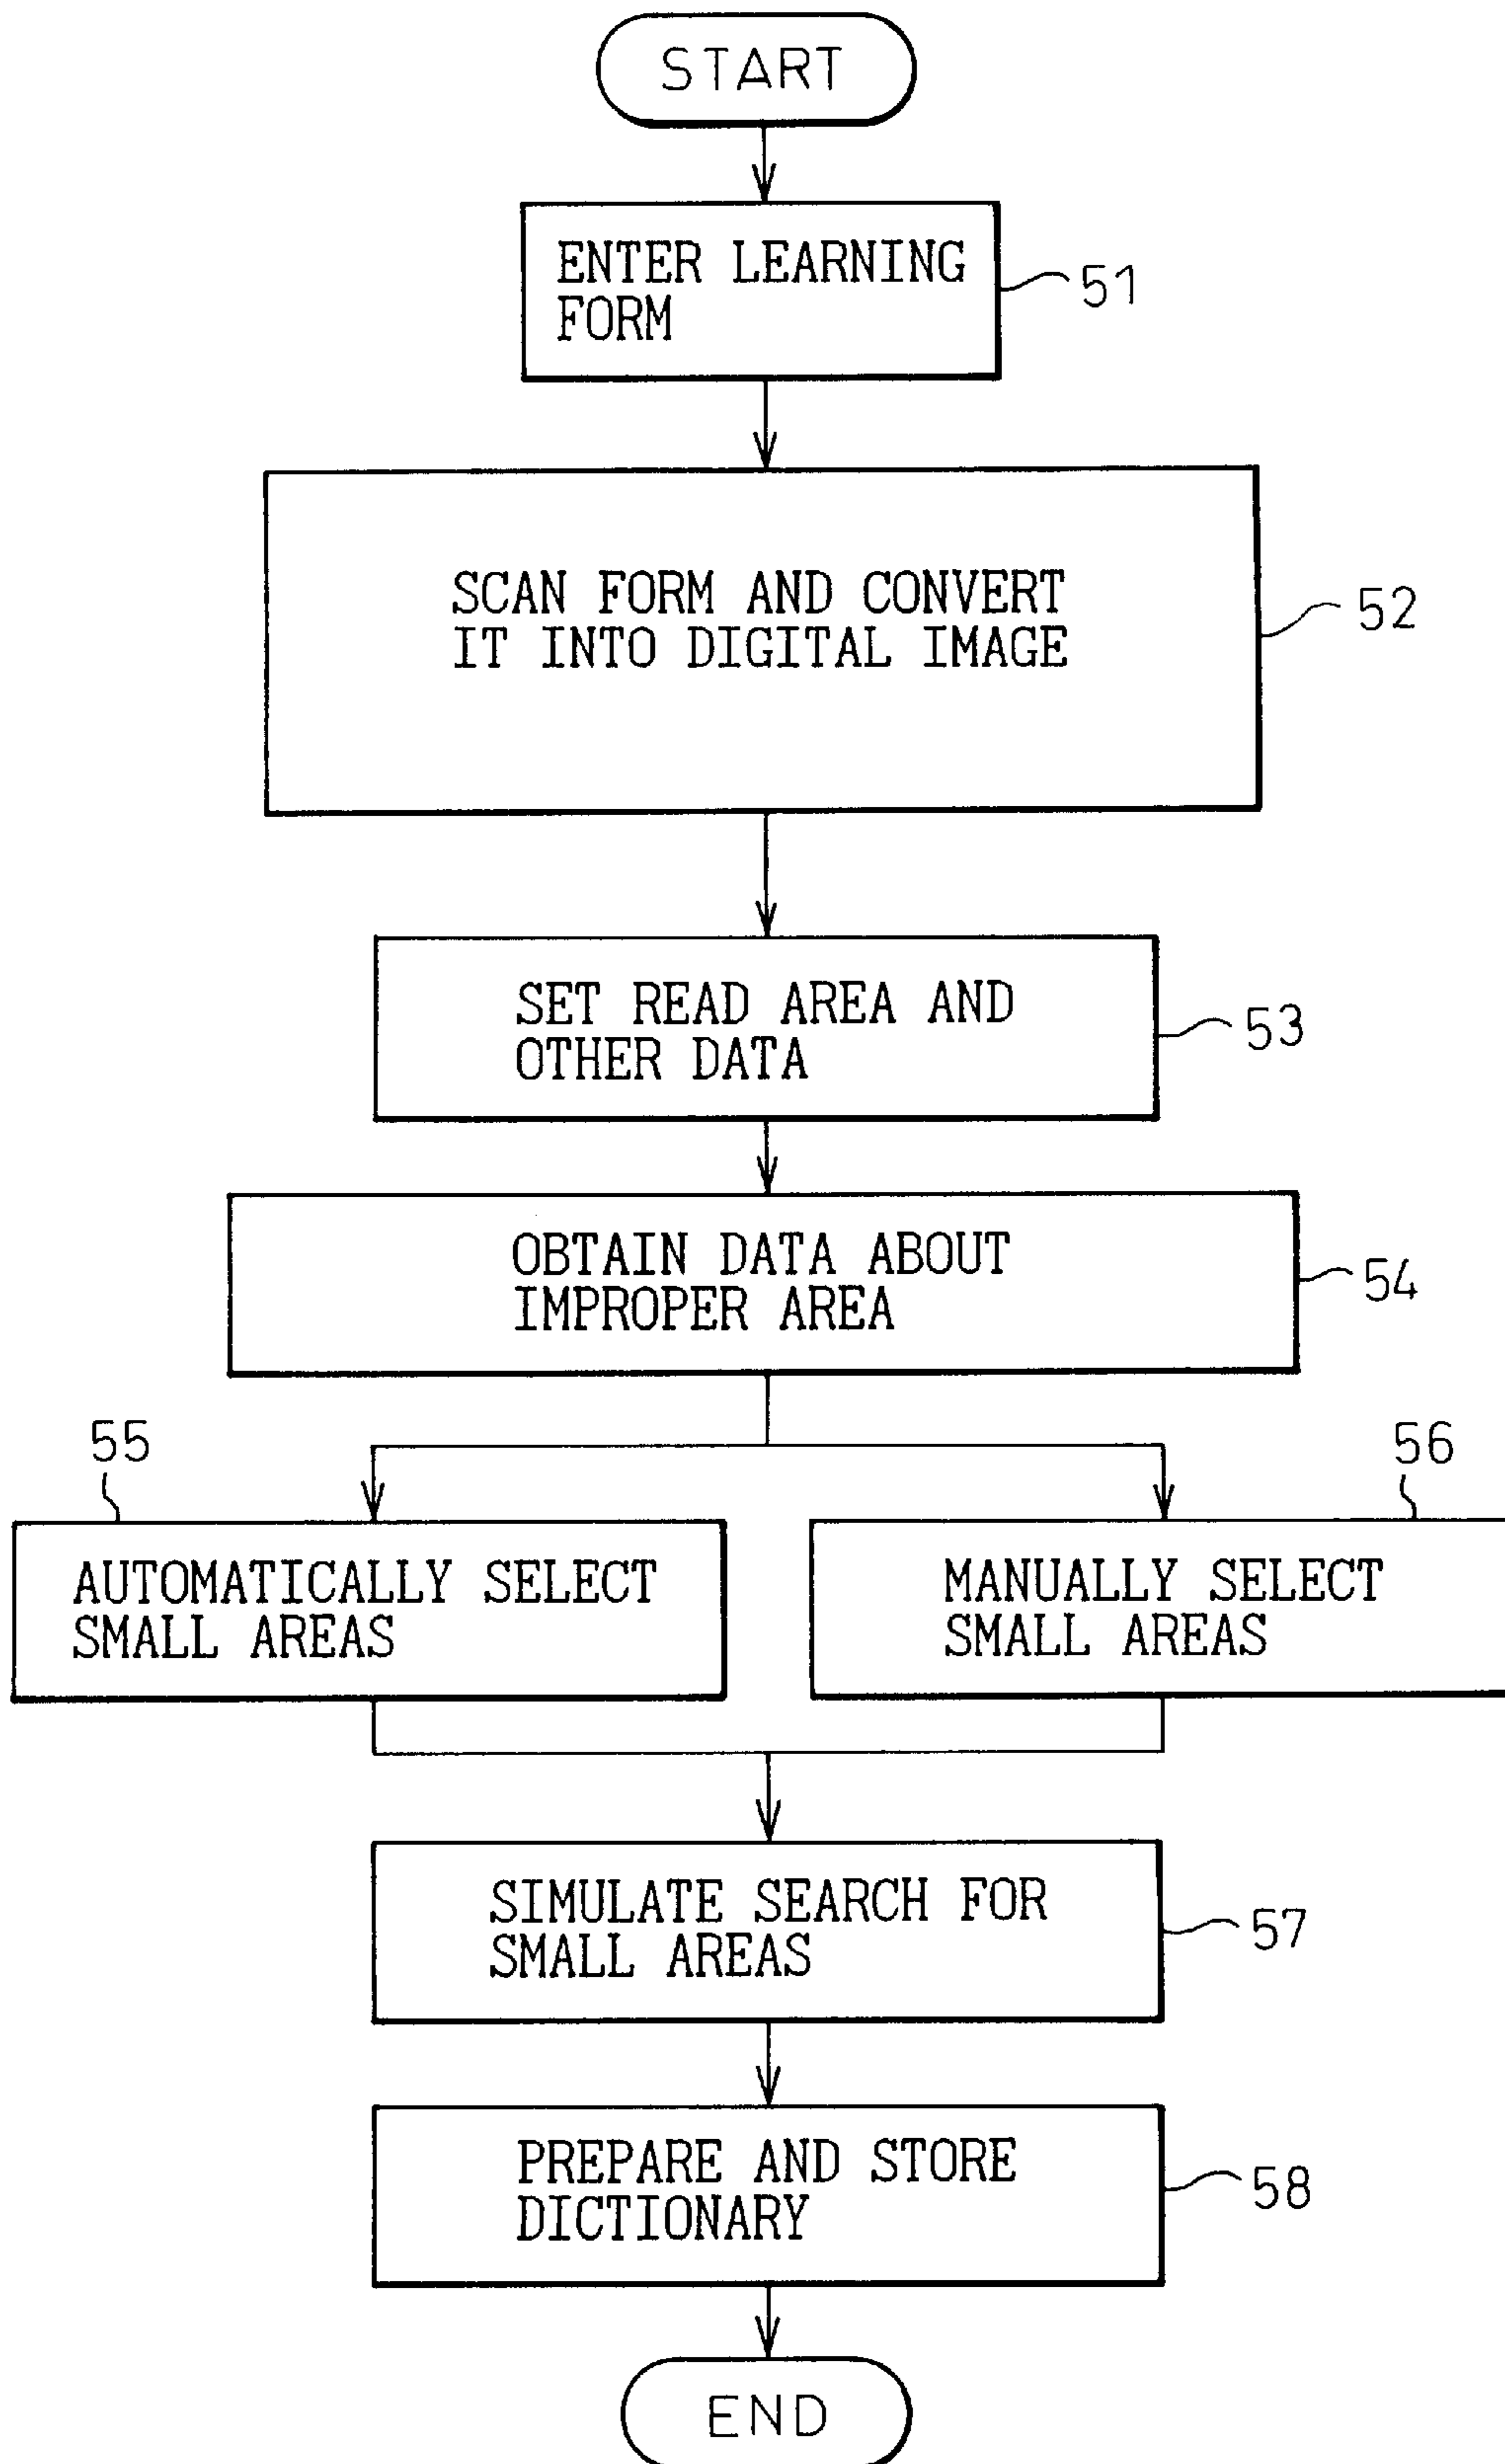 START
ENTER LEARNING
FORM
51
SCAN FORM AND CONVERT
IT INTO DIGITAL IMAGE
52
SET READ AREA AND
OTHER DATA
53
OBTAIN DATA ABOUT
IMPROPER AREA
54
55
AUTOMATICALLY SELECT
SMALL AREAS
56
MANUALLY SELECT
SMALL AREAS
SIMULATE SEARCH FOR
SMALL AREAS
57
PREPARE AND STORE
DICTIONARY
58
END